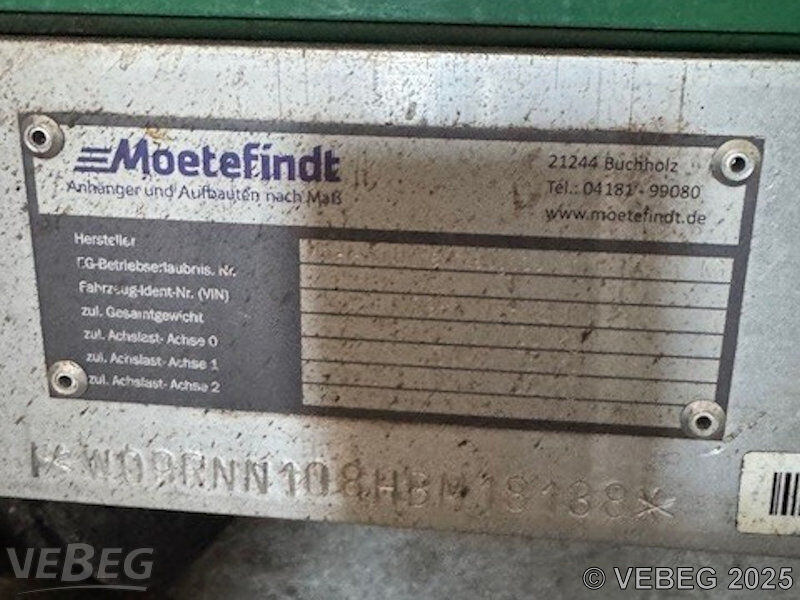 Moetefindt
Anhänger und Aufbauten nach Maß
21244 Buchholz
Tel.: 04181 - 99080
www.moetefindt.de
Hersteller
EG-Betriebserlaubnis. Nr.
Fahrzeug-Ident-Nr. (VIN)
zul. Gesamtgewicht
zul. Achslast- Achse 0
zul. Achslast- Achse 1
zul. Achslast- Achse 2
VEBEG
© VEBEG 2025